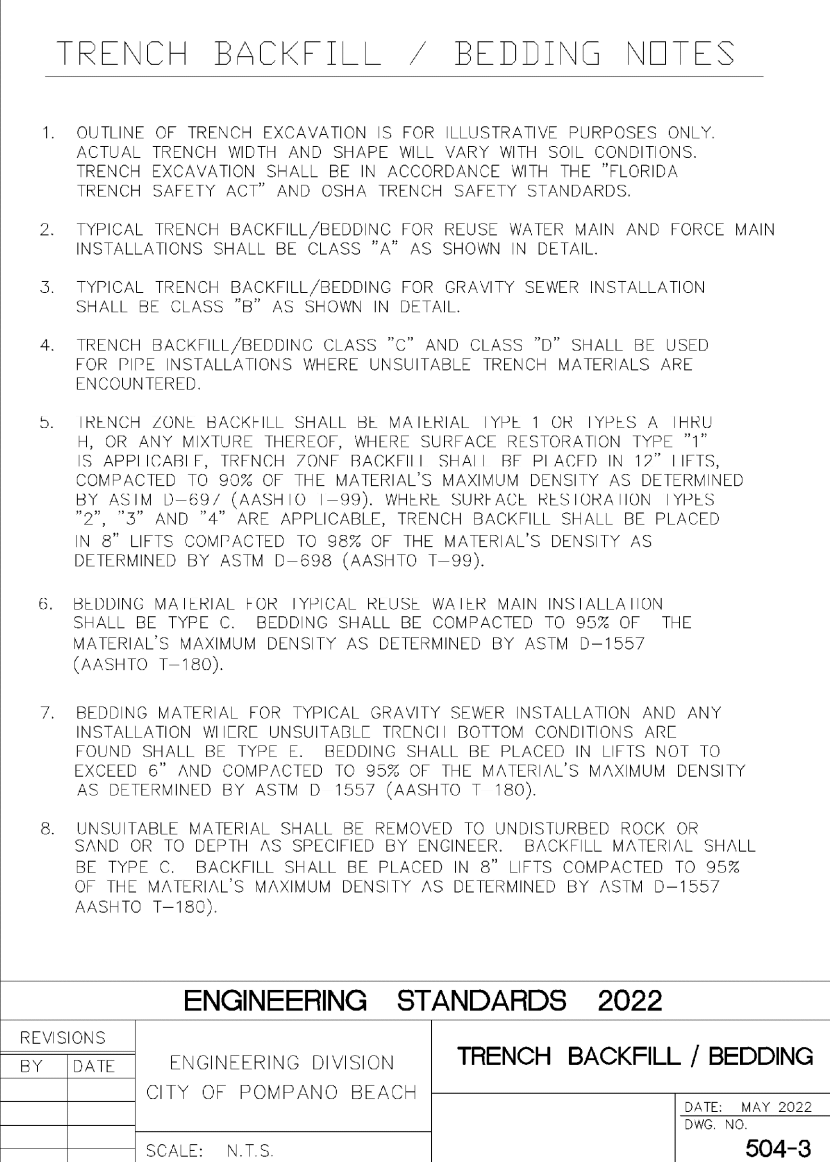 TRENCH BACKFILL / BEDDING NOTES
1. OUTLINE OF TRENCH EXCAVATION IS FOR ILLUSTRATIVE PURPOSES ONLY.
ACTUAL TRENCH WIDTH AND SHAPE WILL VARY WITH SOIL CONDITIONS.
TRENCH EXCAVATION SHALL BE IN ACCORDANCE WITH THE "FLORIDA
TRENCH SAFETY ACT" AND OSHA TRENCH SAFETY STANDARDS.
2. TYPICAL TRENCH BACKFILL/BEDDING FOR REUSE WATER MAIN AND FORCE MAIN
INSTALLATIONS SHALL BE CLASS "A" AS SHOWN IN DETAIL.
3. TYPICAL TRENCH BACKFILL/BEDDING FOR GRAVITY SEWER INSTALLATION
SHALL BE CLASS "B" AS SHOWN IN DETAIL.
4. TRENCH BACKFILL/BEDDING CLASS "C" AND CLASS "D" SHALL BE USED
FOR PIPE INSTALLATIONS WHERE UNSUITABLE TRENCH MATERIALS ARE
ENCOUNTERED.
5. TRENCH ZONE BACKFILL SHALL BE MATERIAL TYPE 1 OR TYPES A THRU
H, OR ANY MIXTURE THEREOF, WHERE SURFACE RESTORATION TYPE "1"
IS APPLICABLE, TRENCH ZONE BACKFILL SHALL BE PLACED IN 12" LIFTS,
COMPACTED TO 90% OF THE MATERIAL'S MAXIMUM DENSITY AS DETERMINED
BY ASTM D-697 (AASHTO T-99). WHERE SURFACE RESTORATION TYPES
"2", "3" AND "4" ARE APPLICABLE, TRENCH BACKFILL SHALL BE PLACED
IN 8" LIFTS COMPACTED TO 98% OF THE MATERIAL'S DENSITY AS
DETERMINED BY ASTM D-698 (AASHTO T-99).
6. BEDDING MATERIAL FOR TYPICAL REUSE WATER MAIN INSTALLATION
SHALL BE TYPE C. BEDDING SHALL BE COMPACTED TO 95% OF THE
MATERIAL'S MAXIMUM DENSITY AS DETERMINED BY ASTM D-1557
(AASHTO T-180).
7. BEDDING MATERIAL FOR TYPICAL GRAVITY SEWER INSTALLATION AND ANY
INSTALLATION WHERE UNSUITABLE TRENCH BOTTOM CONDITIONS ARE
FOUND SHALL BE TYPE E. BEDDING SHALL BE PLACED IN LIFTS NOT TO
EXCEED 6" AND COMPACTED TO 95% OF THE MATERIAL'S MAXIMUM DENSITY
AS DETERMINED BY ASTM D 1557 (AASHTO T 180).
8. UNSUITABLE MATERIAL SHALL BE REMOVED TO UNDISTURBED ROCK OR
SAND OR TO DEPTH AS SPECIFIED BY ENGINEER. BACKFILL MATERIAL SHALL
BE TYPE C. BACKFILL SHALL BE PLACED IN 8" LIFTS COMPACTED TO 95%
OF THE MATERIAL'S MAXIMUM DENSITY AS DETERMINED BY ASTM D-1557
AASHTO T-180).
ENGINEERING STANDARDS 2022
REVISIONS
BY DATE
ENGINEERING DIVISION
CITY OF POMPANO BEACH
SCALE: N.T.S.
TRENCH BACKFILL / BEDDING
DATE: MAY 2022
DWG. NO.
504-3